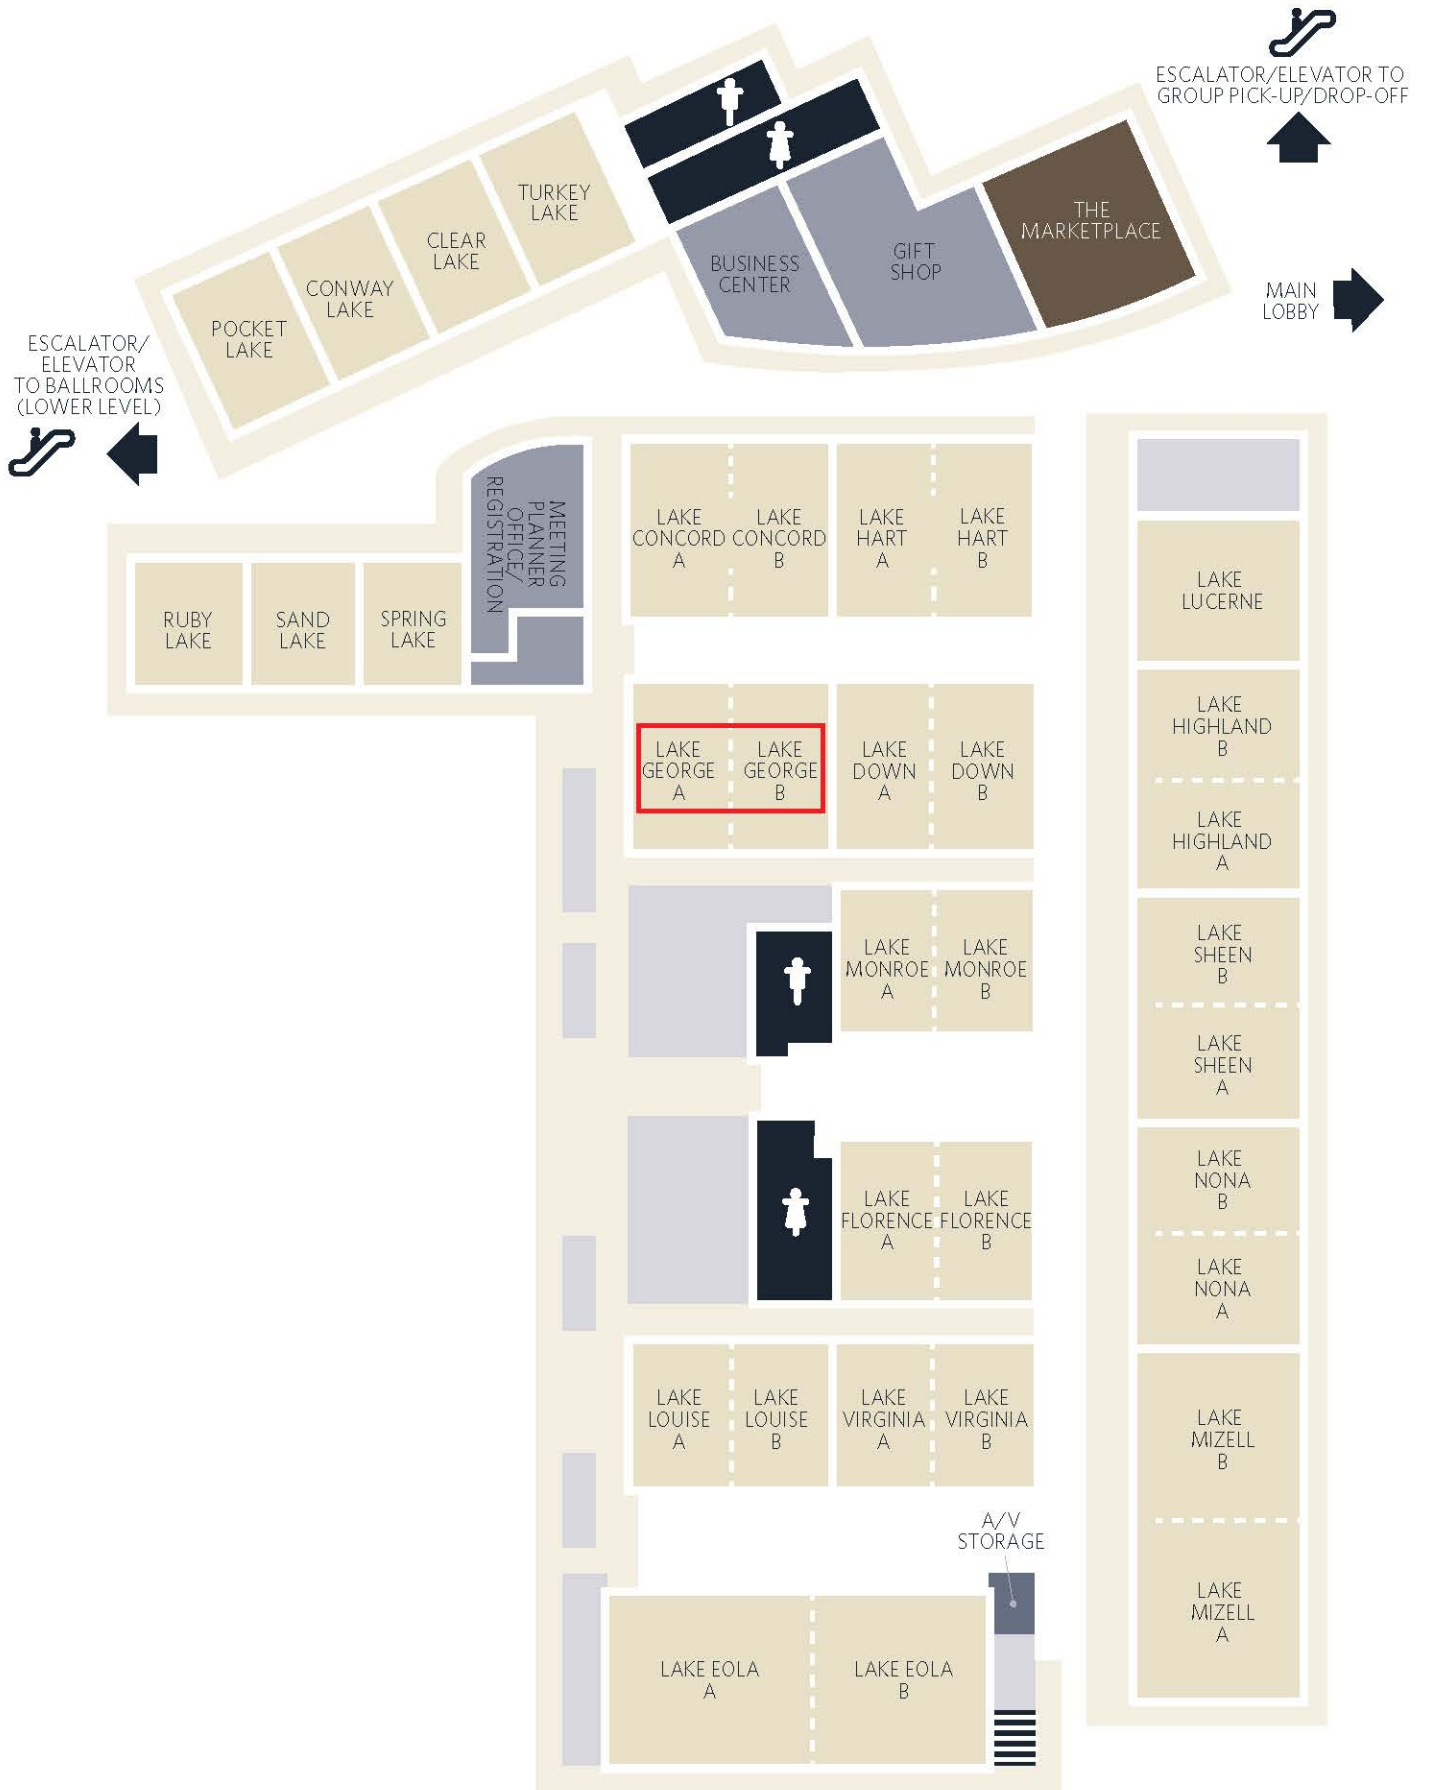 ESCALATOR/ELEVATOR TO
GROUP PICK-UP/DROP-OFF
TURKEY
LAKE
CLEAR
LAKE
CONWAY
LAKE
POCKET
LAKE
BUSINESS
CENTER
GIFT
SHOP
THE
MARKETPLACE
MAIN
LOBBY
ESCALATOR/
ELEVATOR
TO BALLROOMS
(LOWER LEVEL)
MEETING
PLANNER
OFFICE/
REGISTRATION
RUBY
LAKE
SAND
LAKE
SPRING
LAKE
LAKE
CONCORD
A
LAKE
CONCORD
B
LAKE
HART
A
LAKE
HART
B
LAKE
GEORGE
A
LAKE
GEORGE
B
LAKE
DOWN
A
LAKE
DOWN
B
LAKE
MONROE
A
LAKE
MONROE
B
LAKE
FLORENCE
A
LAKE
FLORENCE
B
LAKE
LOUISE
A
LAKE
LOUISE
B
LAKE
VIRGINIA
A
LAKE
VIRGINIA
B
A/V
STORAGE
LAKE EOLA
A
LAKE EOLA
B
LAKE
LUCERNE
LAKE
HIGHLAND
B
LAKE
HIGHLAND
A
LAKE
SHEEN
B
LAKE
SHEEN
A
LAKE
NONA
B
LAKE
NONA
A
LAKE
MIZELL
B
LAKE
MIZELL
A